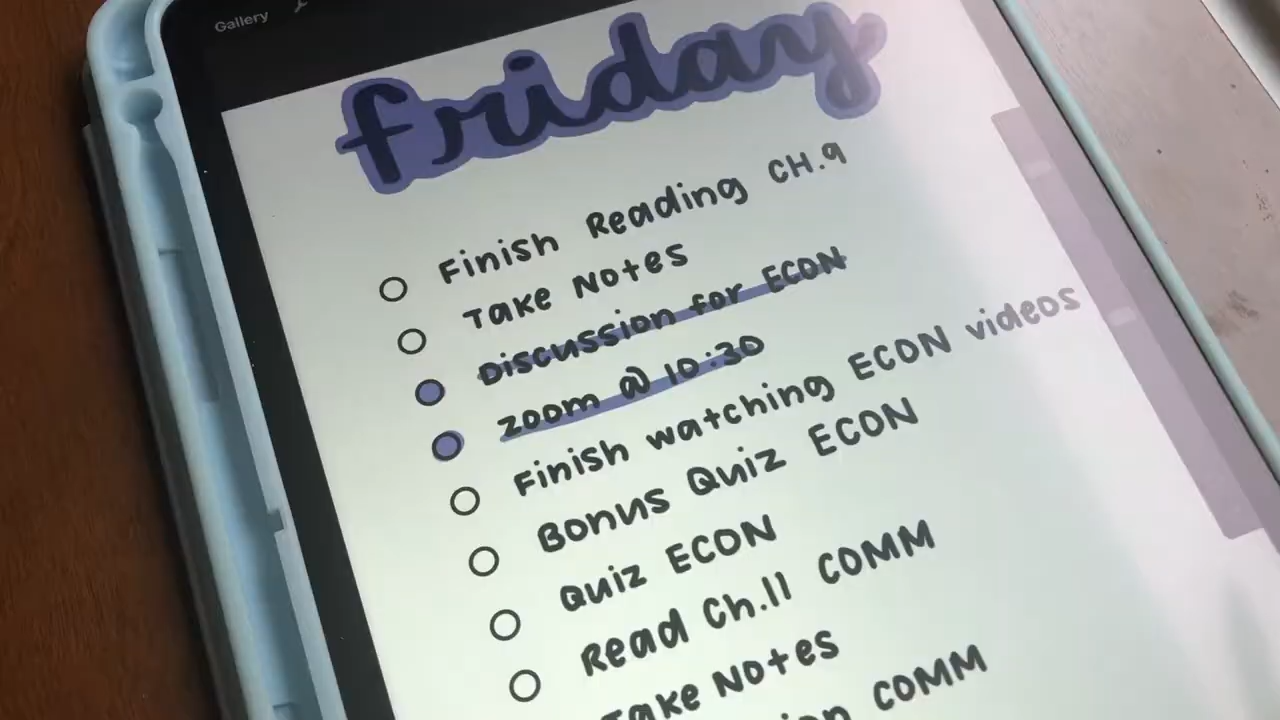 Gallery
friday
Finish Reading CH.9
Take Notes
Discussion for ECON
Zoom @ 10:30
Finish watching ECON videos
Bonus Quiz ECON
Quiz ECON
Read Ch.11 COMM
Take Notes
COMM